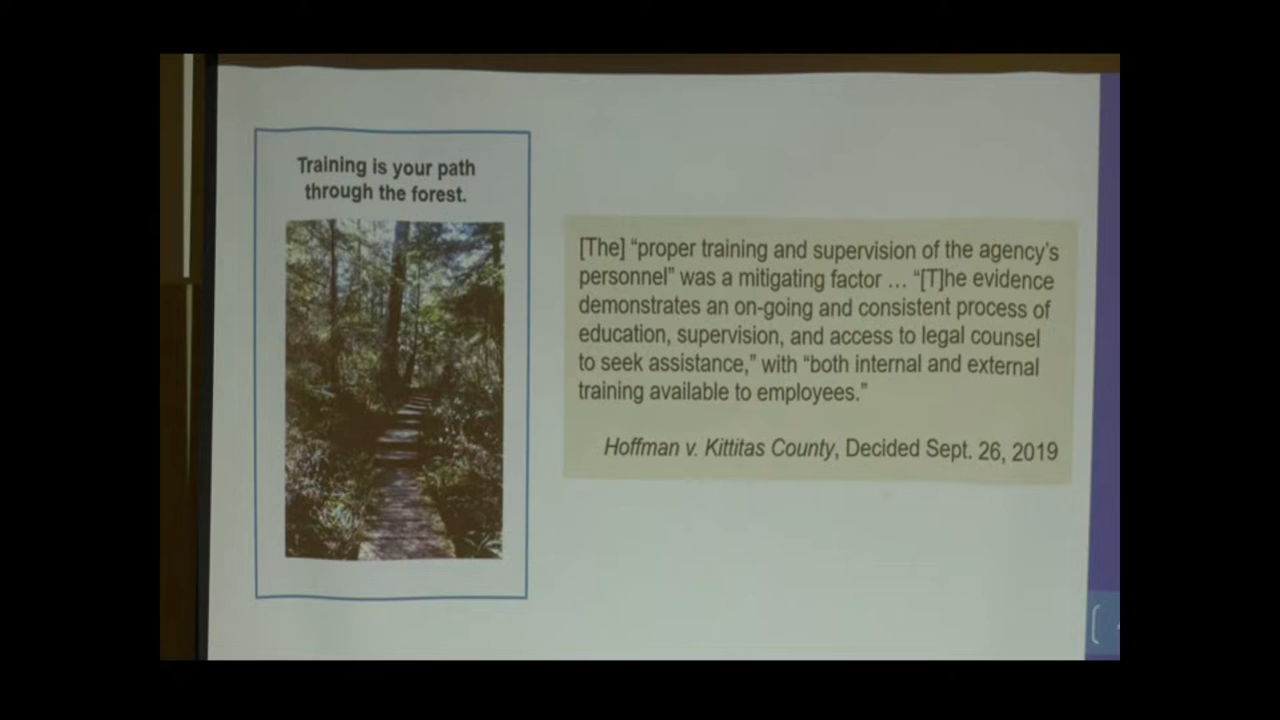 Training is your path
through the forest.
[The] “proper training and supervision of the agency’s
personnel” was a mitigating factor … “[T]he evidence
demonstrates an on-going and consistent process of
education, supervision, and access to legal counsel
to seek assistance,” with “both internal and external
training available to employees.”
Hoffman v. Kittitas County, Decided Sept. 26, 2019